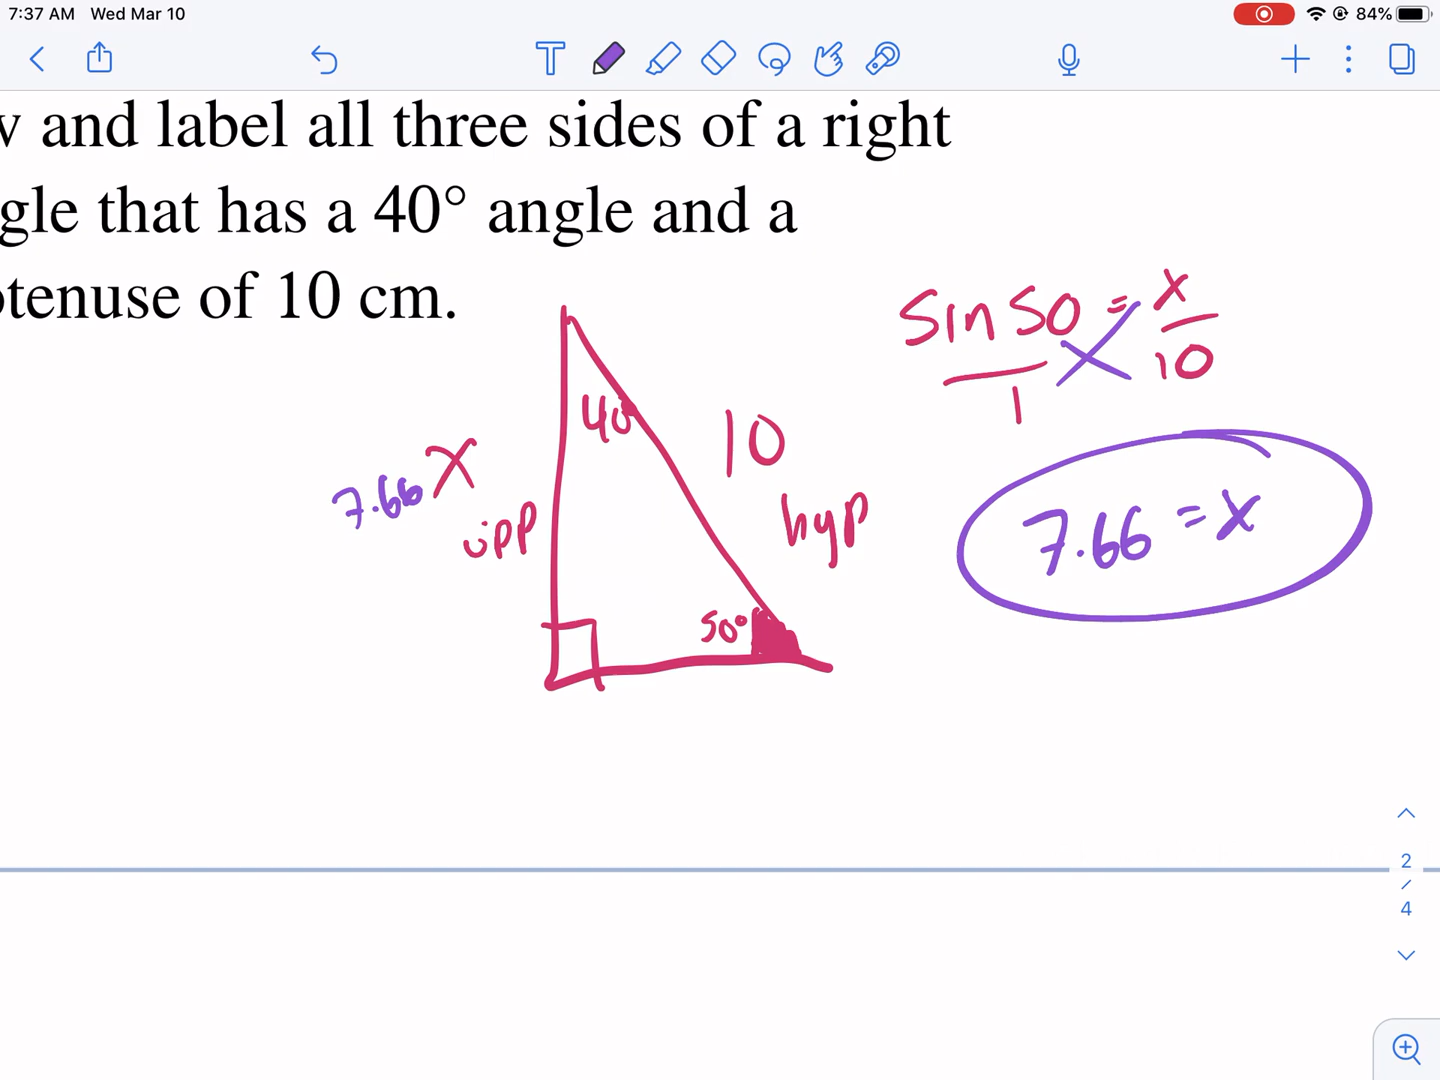 7:37 AM Wed Mar 10
84%
T
v and label all three sides of a right
gle that has a 40° angle and a
otenuse of 10 cm.
sin 50 = x
1 10
40
10
7.66 X
opp
hyp
50°
7.66 = x
2
/
4